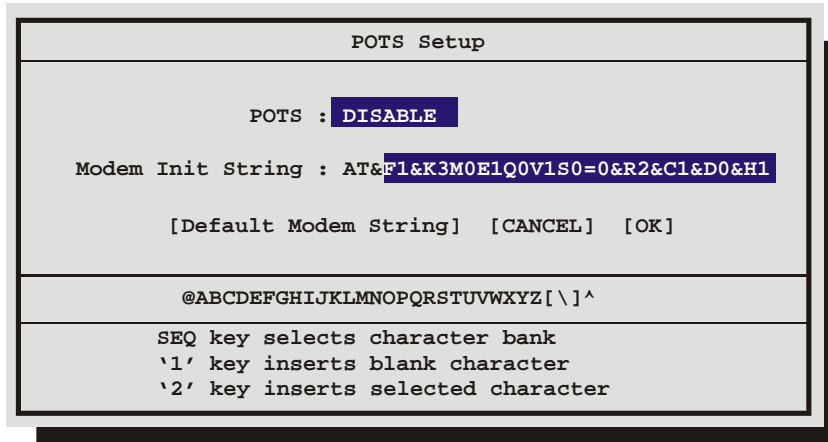 POTS Setup
POTS : DISABLE
Modem Init String : AT&F1&K3M0E1Q0V1S0=0&R2&C1&D0&H1
[Default Modem String] [CANCEL] [OK]
@ABCDEFGHIJKLMNOPQRSTUVWXYZ[\]^
SEQ key selects character bank
‘1’ key inserts blank character
‘2’ key inserts selected character